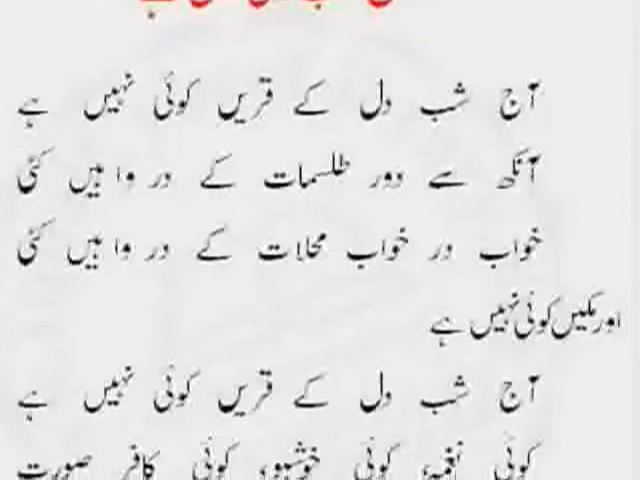 آج شب دل کے قریں کوئی نہیں ہے
آنکھ سے دور طلسمات کے در وا ہیں کئی
خواب در خواب محلات کے در وا ہیں کئی
اور مکیں کوئی نہیں ہے
آج شب دل کے قریں کوئی نہیں ہے
کوئی نغمہ، کوئی خوشبو، کوئی کافر صورت